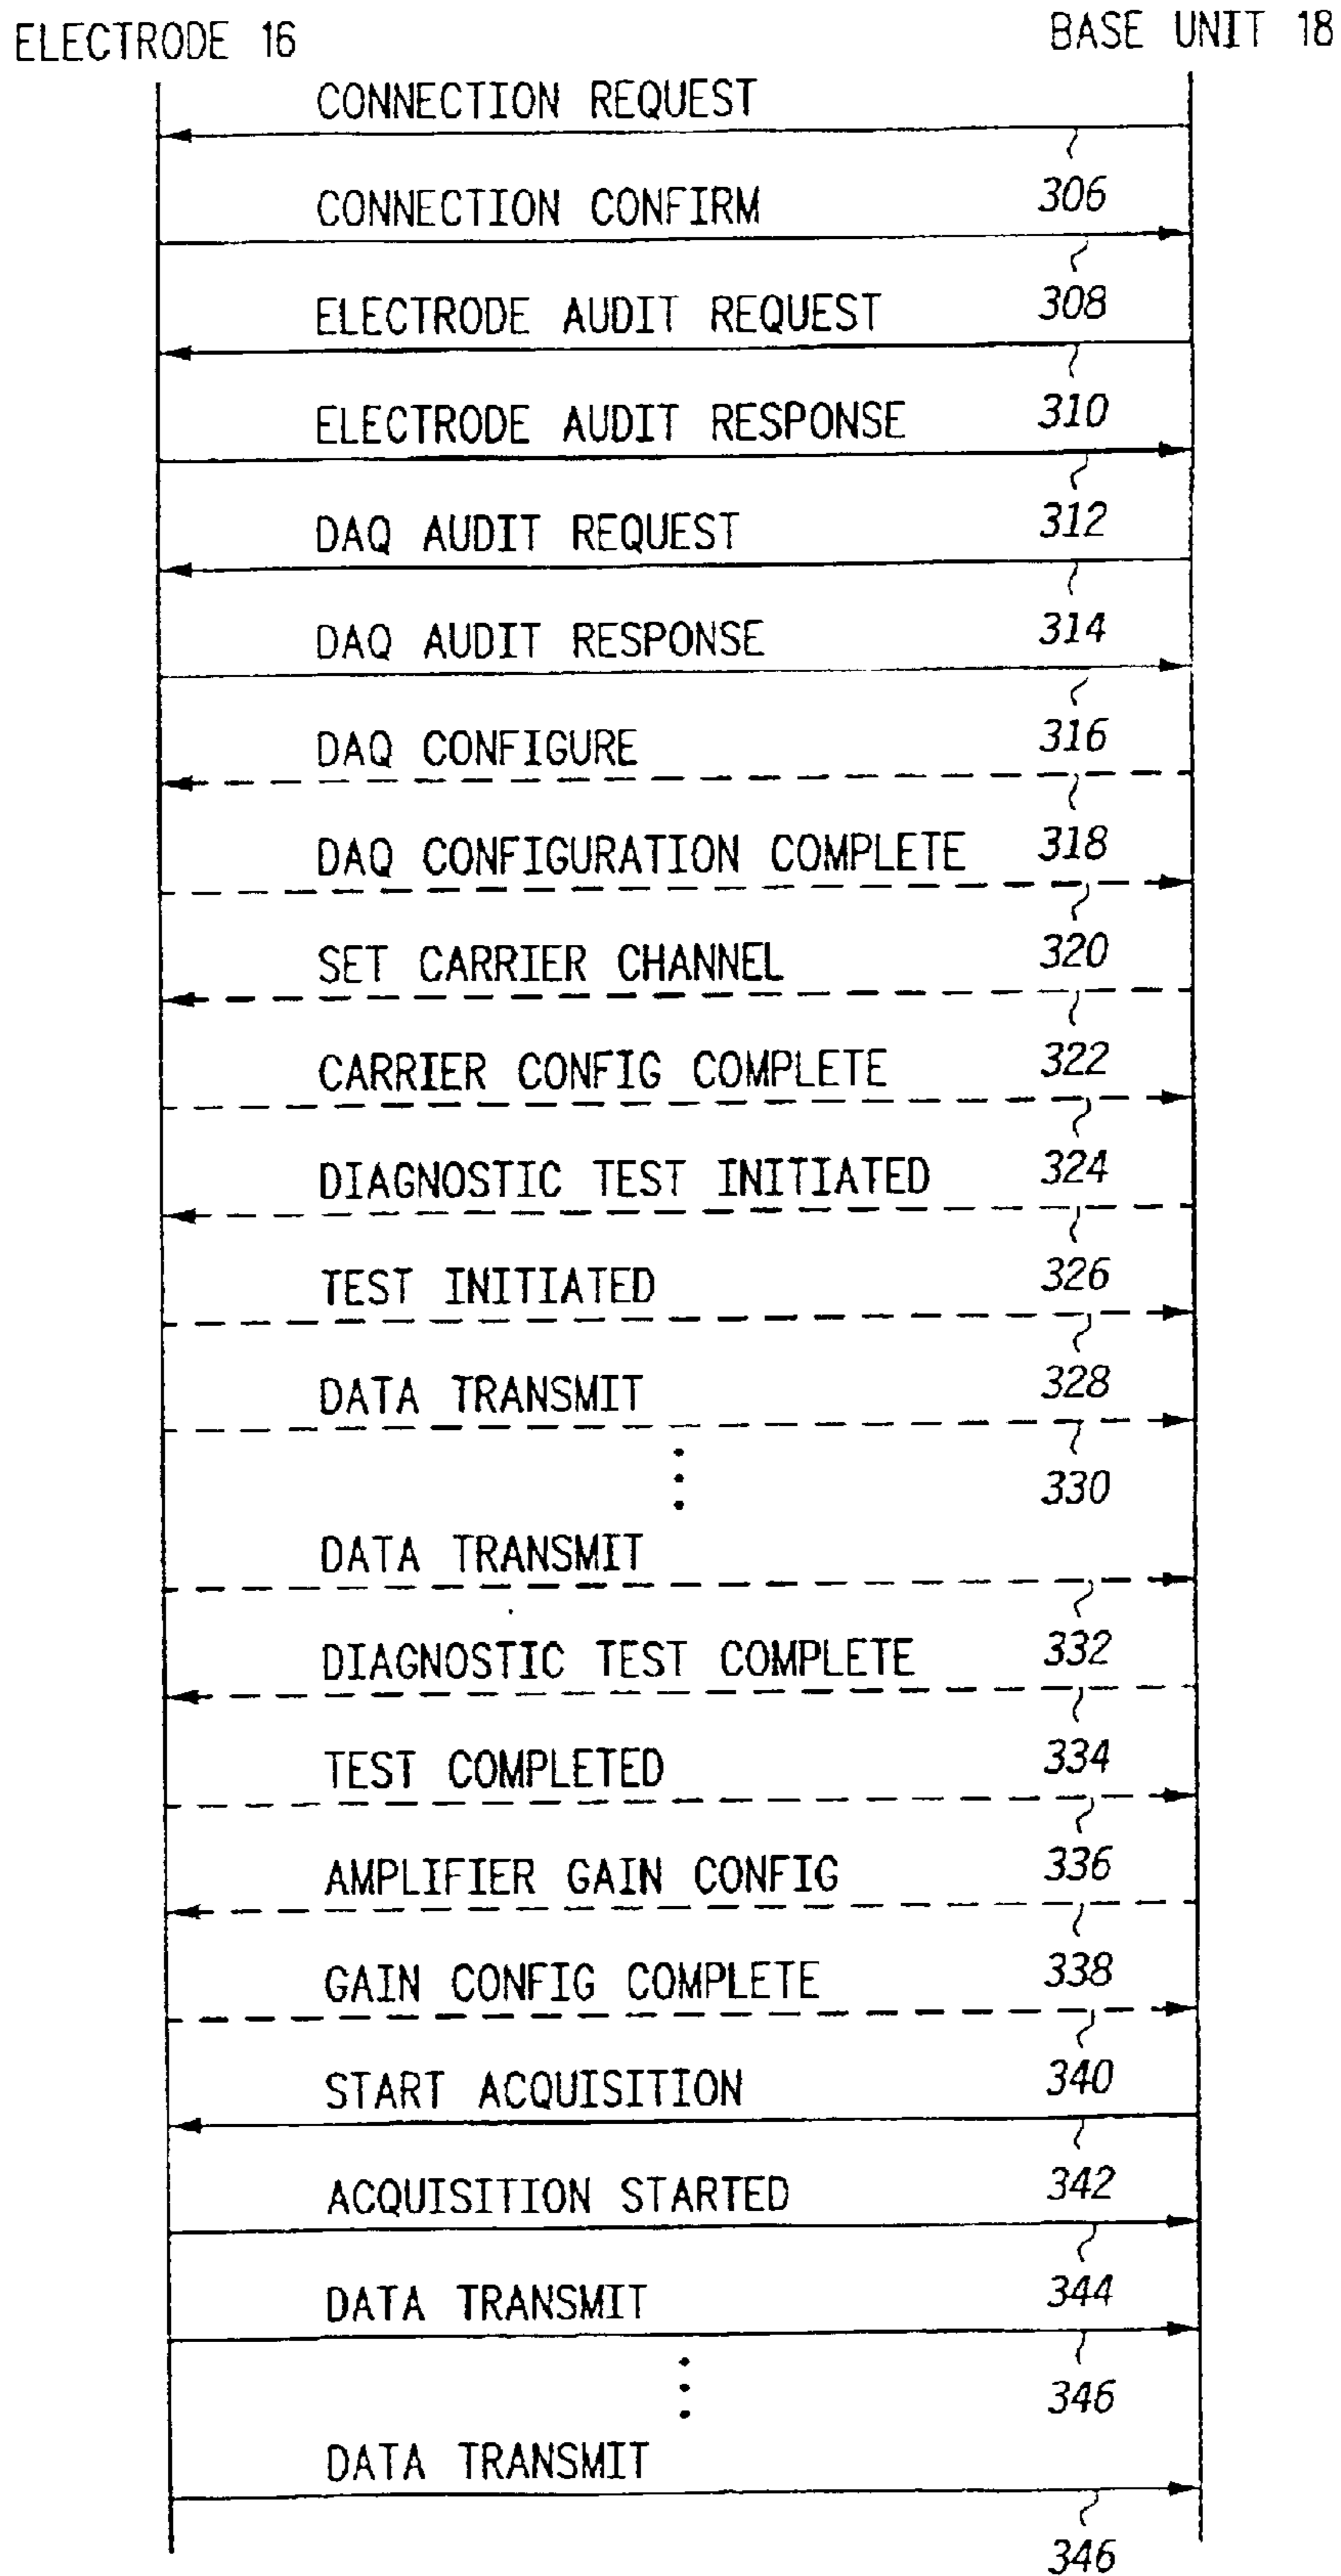 ELECTRODE 16
BASE UNIT 18
CONNECTION REQUEST
306
CONNECTION CONFIRM
308
ELECTRODE AUDIT REQUEST
310
ELECTRODE AUDIT RESPONSE
312
DAQ AUDIT REQUEST
314
DAQ AUDIT RESPONSE
316
DAQ CONFIGURE
318
DAQ CONFIGURATION COMPLETE
320
SET CARRIER CHANNEL
322
CARRIER CONFIG COMPLETE
324
DIAGNOSTIC TEST INITIATED
326
TEST INITIATED
328
DATA TRANSMIT
330
DATA TRANSMIT
332
DIAGNOSTIC TEST COMPLETE
334
TEST COMPLETED
336
AMPLIFIER GAIN CONFIG
338
GAIN CONFIG COMPLETE
340
START ACQUISITION
342
ACQUISITION STARTED
344
DATA TRANSMIT
346
DATA TRANSMIT
346